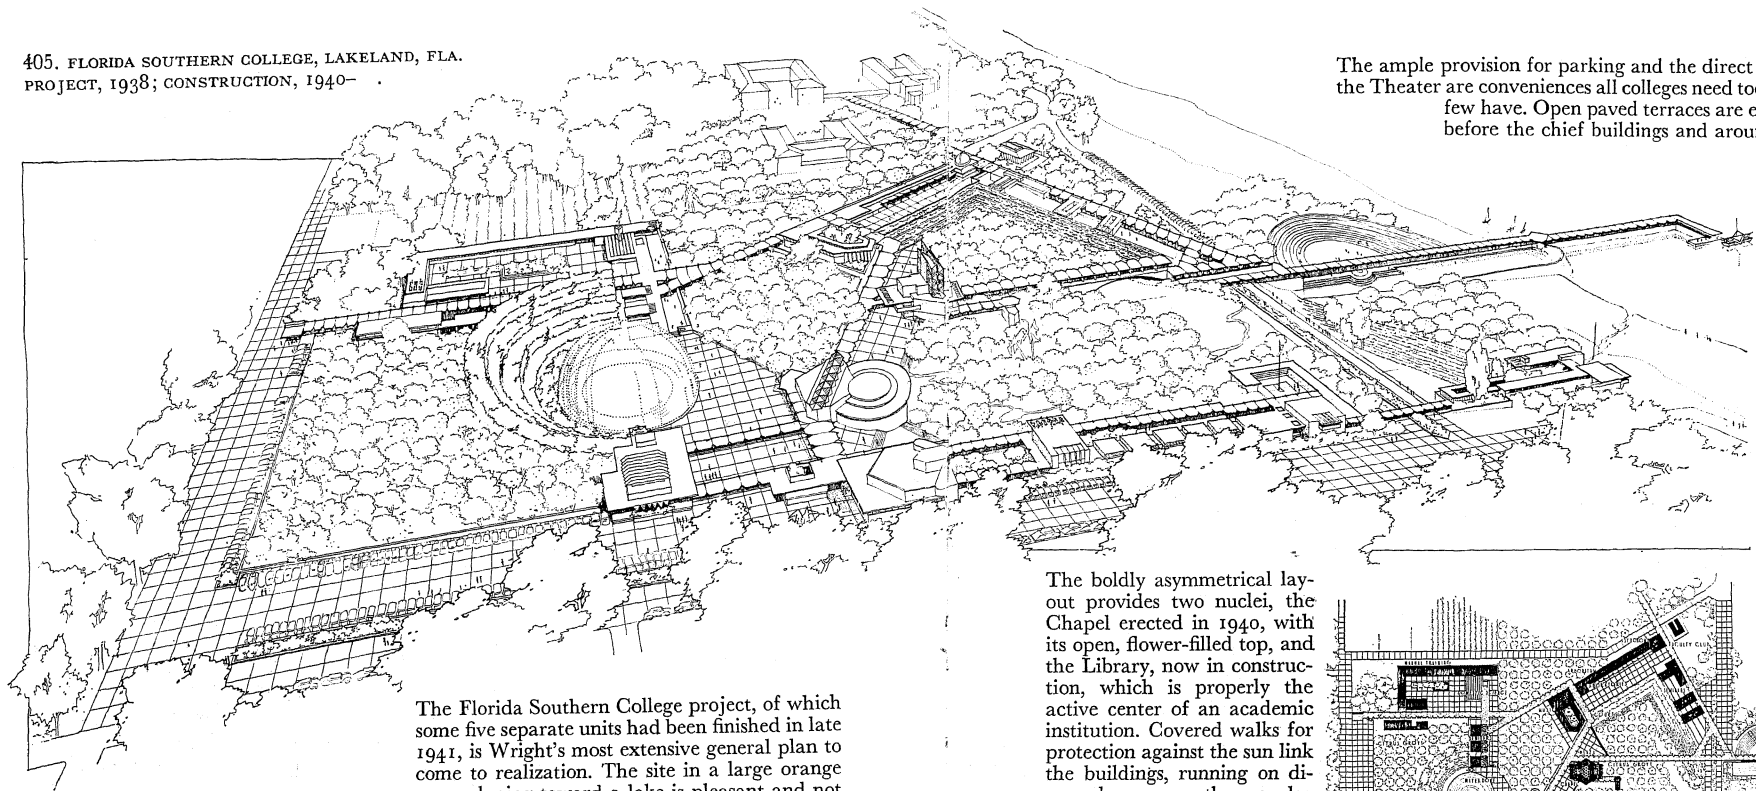 405. FLORIDA SOUTHERN COLLEGE, LAKELAND, FLA.
PROJECT, 1938; CONSTRUCTION, 1940– .
The ample provision for parking and the direct
the Theater are conveniences all colleges need
few have. Open paved terraces are
before the chief buildings and
The boldly asymmetrical lay-
out provides two nuclei, the
Chapel erected in 1940, with
its open, flower-filled top, and
the Library, now in construc-
tion, which is properly the
active center of an academic
institution. Covered walks for
protection against the sun link
the buildings, running on di-
The Florida Southern College project, of which
some five separate units had been finished in late
1941, is Wright's most extensive general plan to
come to realization. The site in a large orange